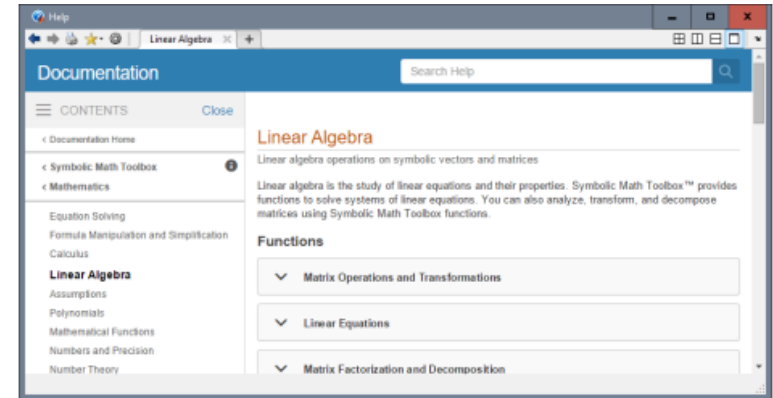 Help
Linear Algebra
Documentation
Search Help
CONTENTS
Close
< Documentation Home
< Symbolic Math Toolbox
< Mathematics
Equation Solving
Formula Manipulation and Simplification
Calculus
Linear Algebra
Assumptions
Polynomials
Mathematical Functions
Numbers and Precision
Number Theory
Linear Algebra
Linear algebra operations on symbolic vectors and matrices
Linear algebra is the study of linear equations and their properties. Symbolic Math Toolbox™ provides
functions to solve systems of linear equations. You can also analyze, transform, and decompose
matrices using Symbolic Math Toolbox functions.
Functions
Matrix Operations and Transformations
Linear Equations
Matrix Factorization and Decomposition